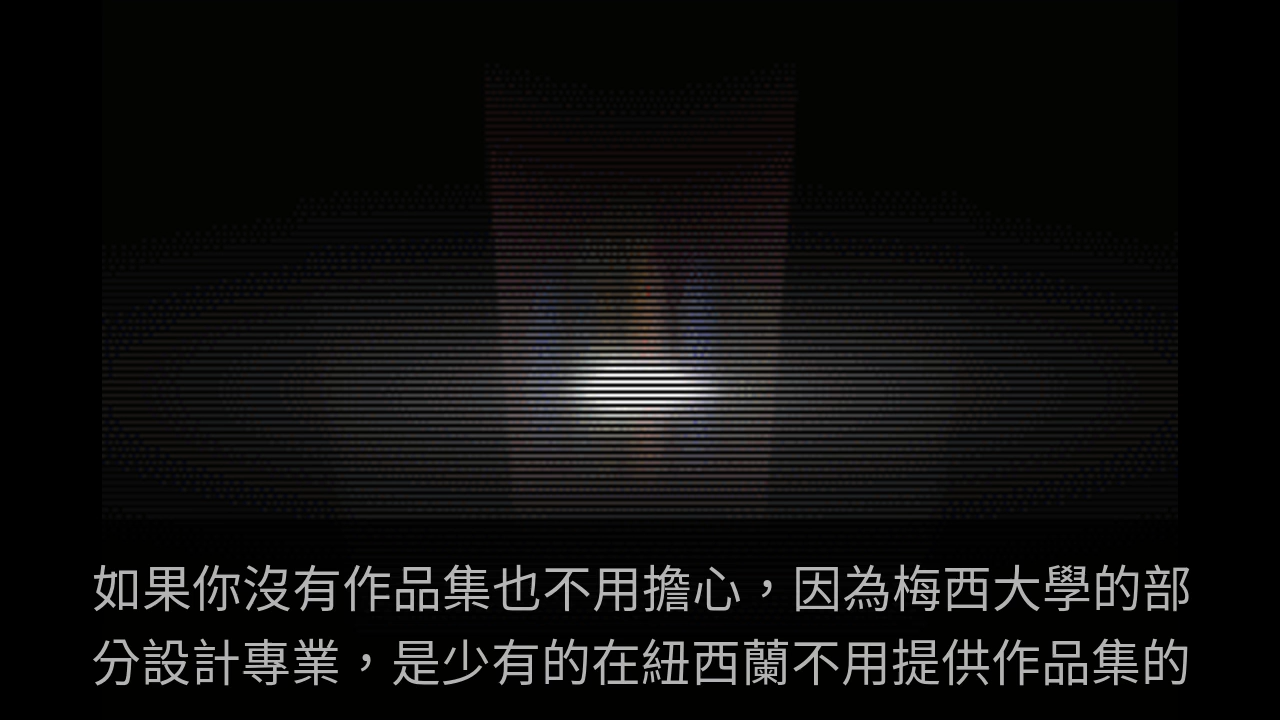 如果你沒有作品集也不用擔心，因為梅西大學的部
分設計專業，是少有的在紐西蘭不用提供作品集的